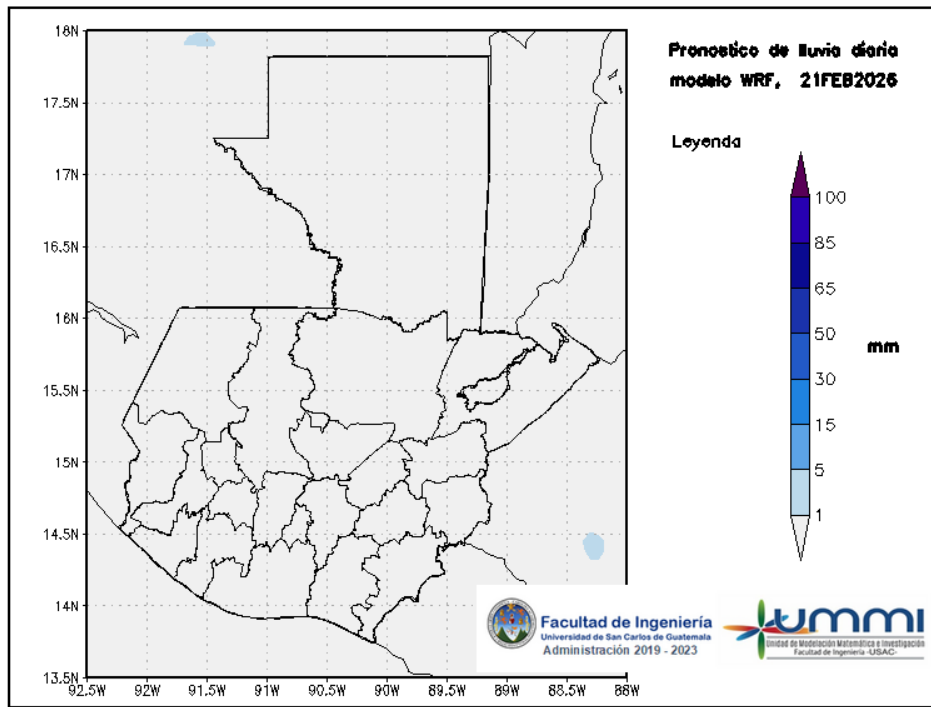 Pronostico de lluvia diaria
modelo WRF, 21FEB2026
Leyenda
100
85
65
50
30
15
5
1
mm
18N
17.5N
17N
16.5N
16N
15.5N
15N
14.5N
14N
13.5N
92.5W
92W
91.5W
91W
90.5W
90W
89.5W
89W
88.5W
88W
Facultad de Ingeniería
Universidad de San Carlos de Guatemala
Administración 2019 - 2023
UMMI
Unidad de Modelación Matemática e Investigación
Facultad de Ingeniería -USAC-